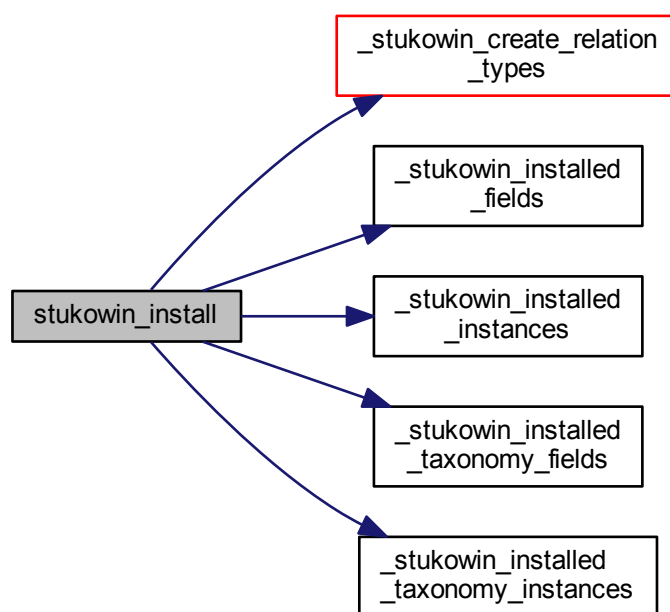 _stukowin_create_relation
_types
_stukowin_installed
_fields
stukowin_install
_stukowin_installed
_instances
_stukowin_installed
_taxonomy_fields
_stukowin_installed
_taxonomy_instances